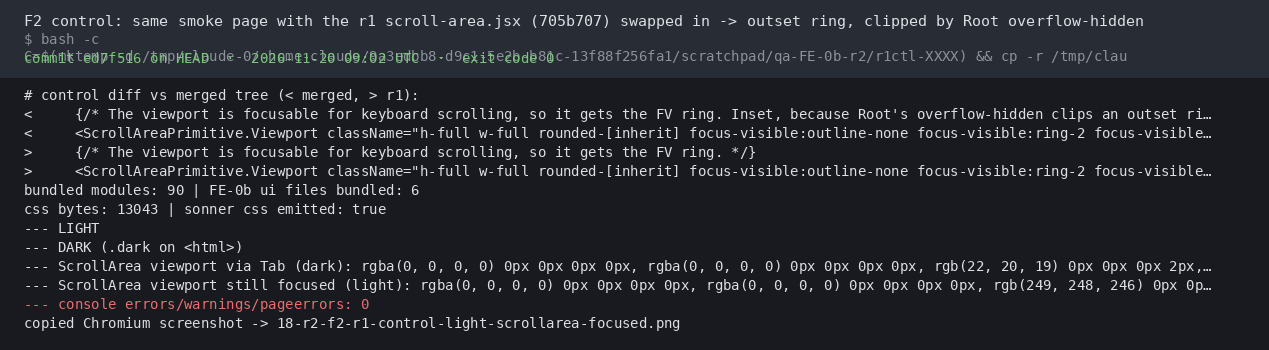 F2 control: same smoke page with the r1 scroll-area.jsx (705b707) swapped in -> outset ring, clipped by Root overflow-hidden
$ bash -c
-XXXX) && cp -r /tmp/clau
# control diff vs merged tree (< merged, > r1):
<     {/* The viewport is focusable for keyboard scrolling, so it gets the FV ring. Inset, because Root's overflow-hidden clips an outset ri…
<     <ScrollAreaPrimitive.Viewport className="h-full w-full rounded-[inherit] focus-visible:outline-none focus-visible:ring-2 focus-visible…
>     {/* The viewport is focusable for keyboard scrolling, so it gets the FV ring. */}
>     <ScrollAreaPrimitive.Viewport className="h-full w-full rounded-[inherit] focus-visible:outline-none focus-visible:ring-2 focus-visible…
bundled modules: 90 | FE-0b ui files bundled: 6
css bytes: 13043 | sonner css emitted: true
--- LIGHT
--- DARK (.dark on <html>)
--- ScrollArea viewport via Tab (dark): rgba(0, 0, 0, 0) 0px 0px 0px 0px, rgba(0, 0, 0, 0) 0px 0px 0px 0px, rgb(22, 20, 19) 0px 0px 0px 2px,…
--- ScrollArea viewport still focused (light): rgba(0, 0, 0, 0) 0px 0px 0px 0px, rgba(0, 0, 0, 0) 0px 0px 0px 0px, rgb(249, 248, 246) 0px 0p…
--- console errors/warnings/pageerrors: 0
copied Chromium screenshot -> 18-r2-f2-r1-control-light-scrollarea-focused.png